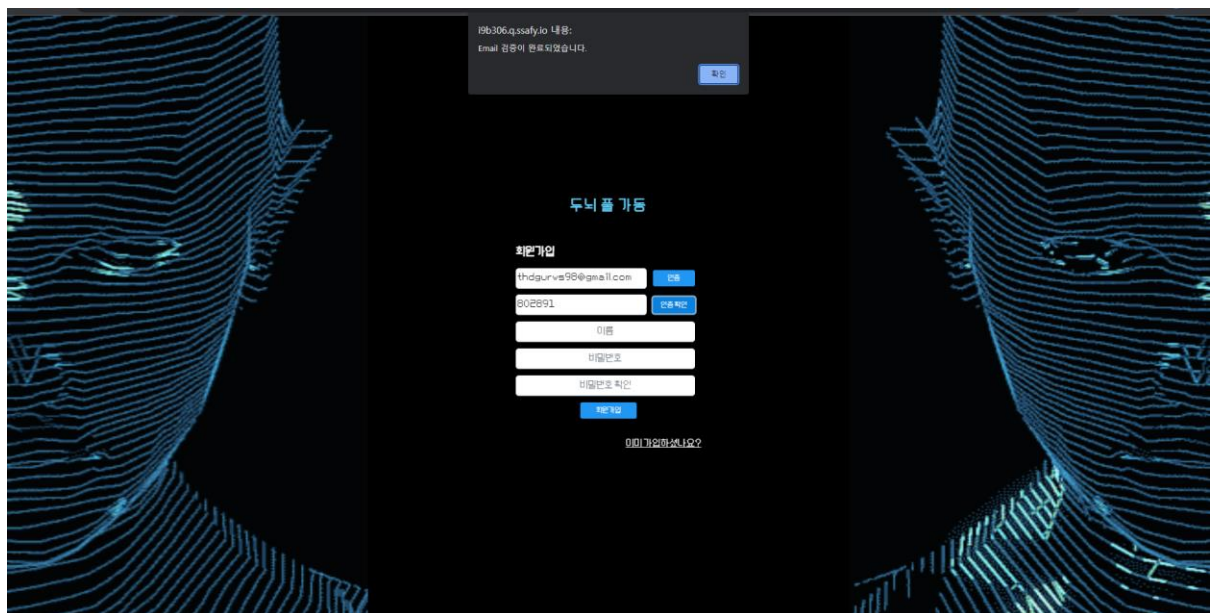 i9b306.q.ssafy.io 내용:
Email 검증이 완료되었습니다.
확인
두뇌 풀 가동
회원가입
thdgurvs98@gmail.com 인증
802891 인증 확인
이름
비밀번호
비밀번호 확인
회원가입
이미가입하셨나요?